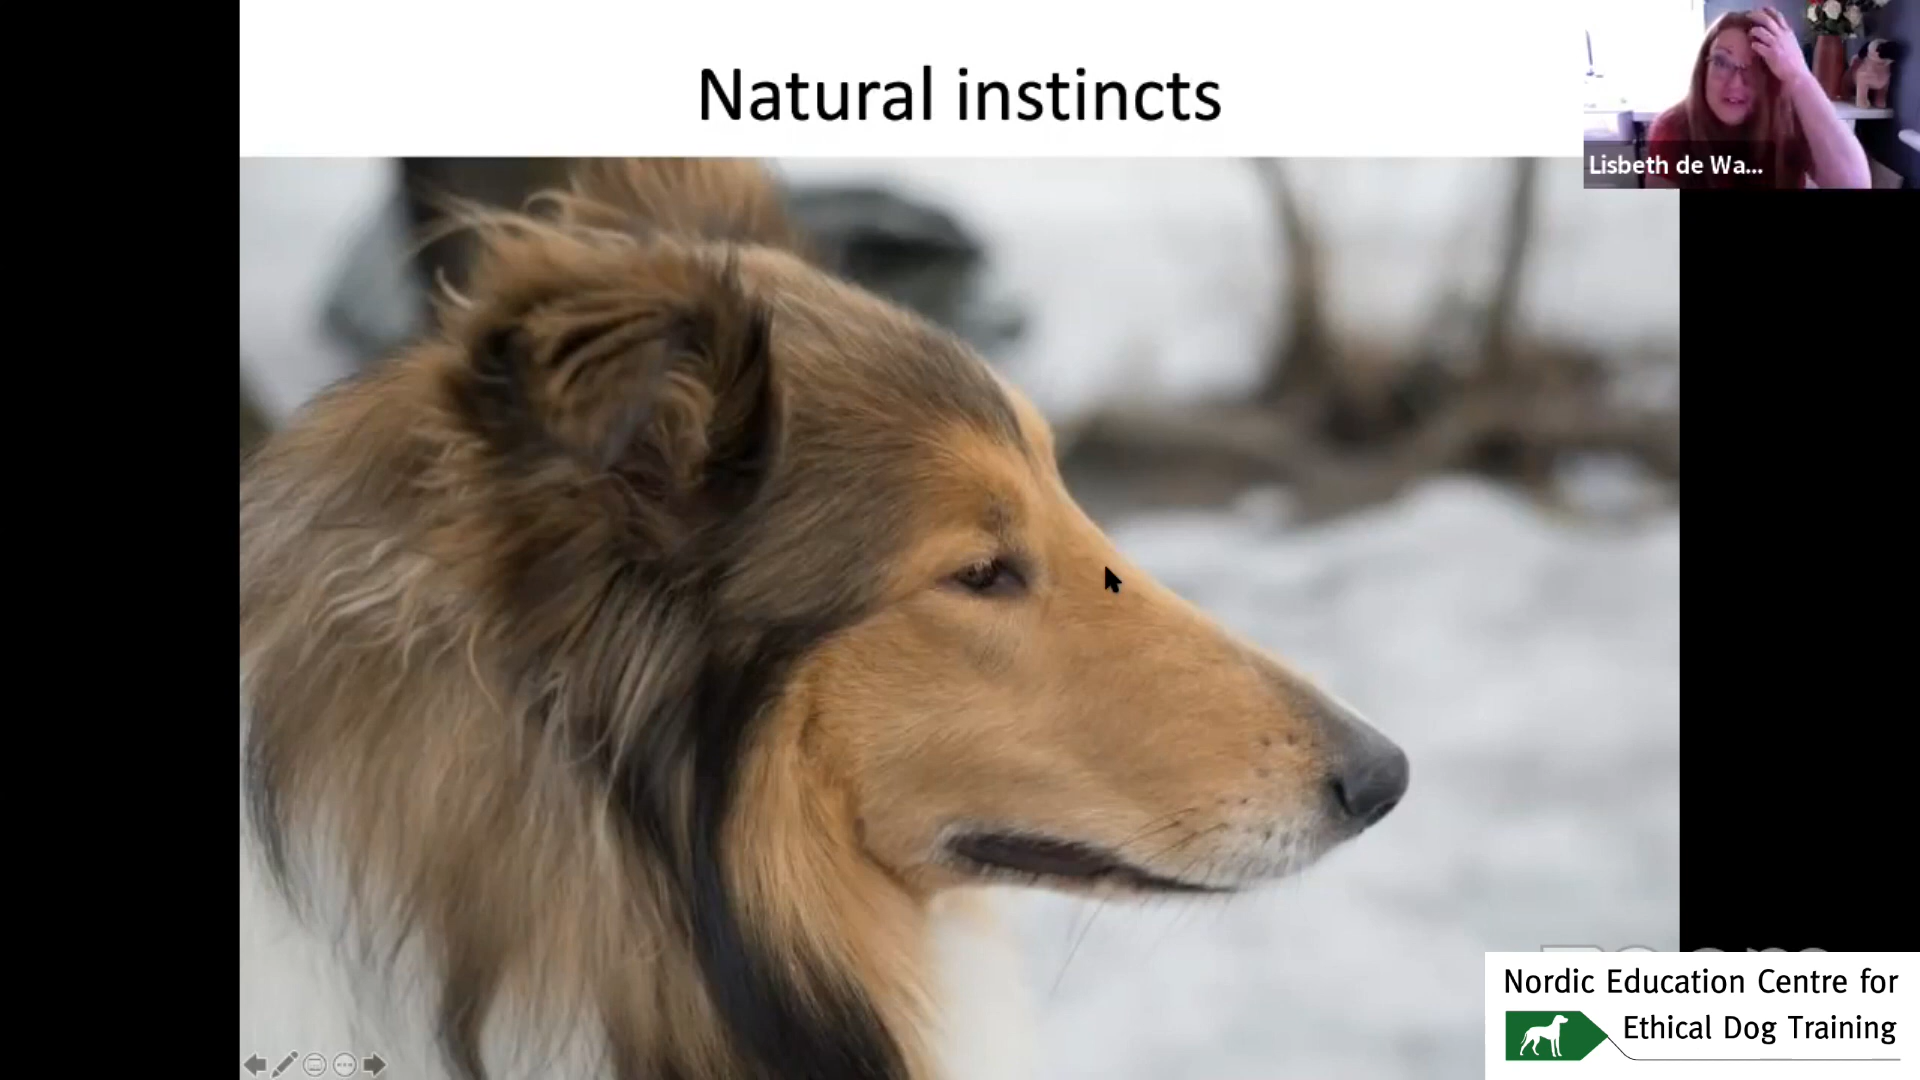 Natural instincts
Lisbeth de Wa...
Nordic Education Centre for
Ethical Dog Training